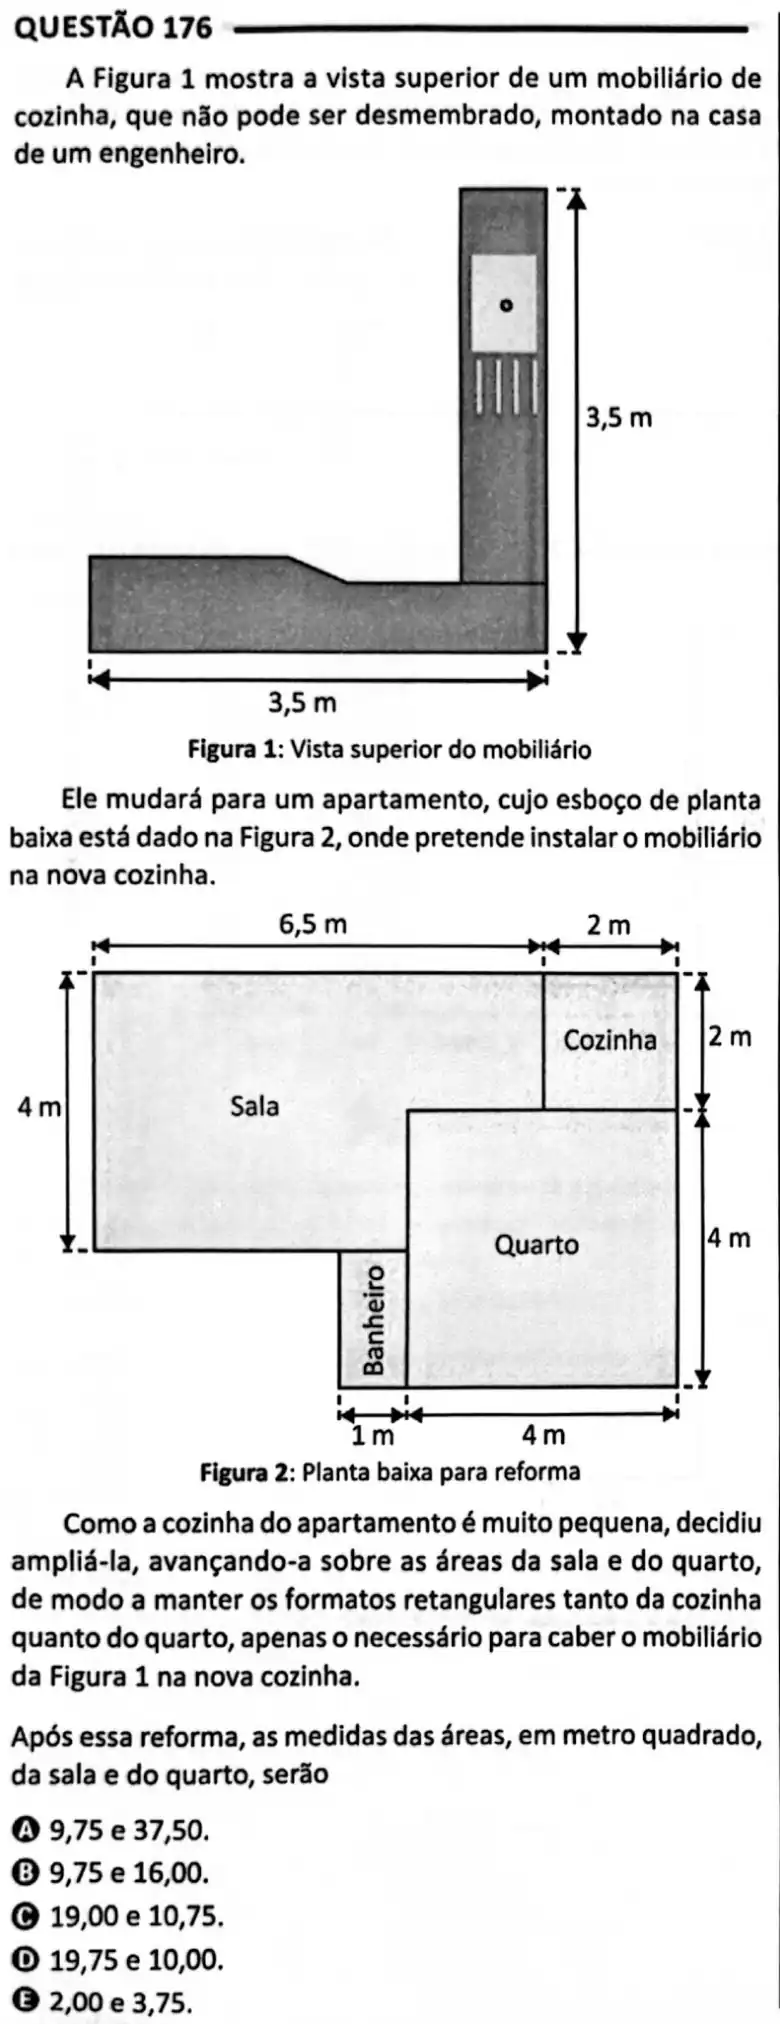 QUESTÃO 176
A Figura 1 mostra a vista superior de um mobiliário de
cozinha, que não pode ser desmembrado, montado na casa
de um engenheiro.
3,5 m
3,5 m
Figura 1: Vista superior do mobiliário
Ele mudará para um apartamento, cujo esboço de planta
baixa está dado na Figura 2, onde pretende instalar o mobiliário
na nova cozinha.
6,5 m 2 m
Cozinha 2 m
4 m Sala
Quarto 4 m
Banheiro
1 m 4 m
Figura 2: Planta baixa para reforma
Como a cozinha do apartamento é muito pequena, decidiu
ampliá-la, avançando-a sobre as áreas da sala e do quarto,
de modo a manter os formatos retangulares tanto da cozinha
quanto do quarto, apenas o necessário para caber o mobiliário
da Figura 1 na nova cozinha.
Após essa reforma, as medidas das áreas, em metro quadrado,
da sala e do quarto, serão
A 9,75 e 37,50.
B 9,75 e 16,00.
C 19,00 e 10,75.
D 19,75 e 10,00.
E 2,00 e 3,75.